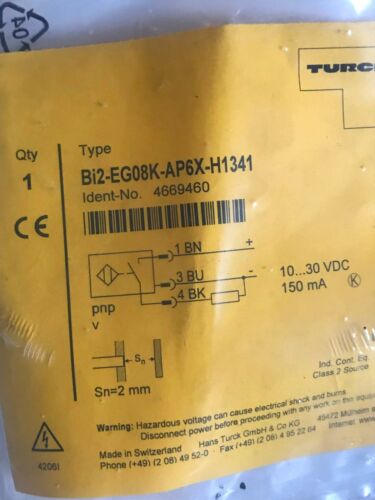 TURCK
Qty
Type
1
Bi2-EG08K-AP6X-H1341
Ident-No. 4669460
CE
1 BN +
3 BU -
4 BK
10...30 VDC
150 mA
K
pnp
v
Sn
Sn=2 mm
Ind. Cont. Eq.
Class 2 Source
Warning: Hazardous voltage can cause electrical shock and burns
Disconnect power before proceeding with any work on the equip
Made in Switzerland
Hans Turck GmbH & Co KG
45472 Mülheim a
Phone (+49) (2 08) 49 52-0
Fax (+49) (2 08) 4 95 22 64
Internet www
42061